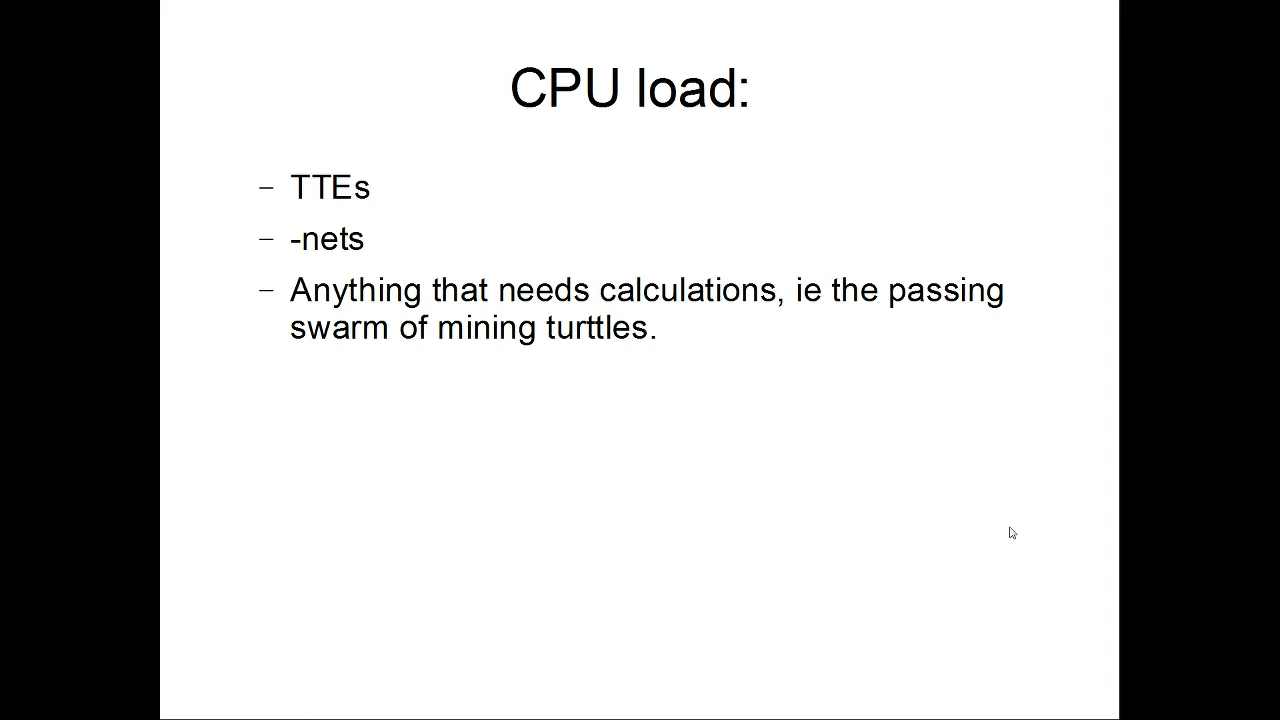 CPU load:
– TTEs
– -nets
– Anything that needs calculations, ie the passing
swarm of mining turttles.